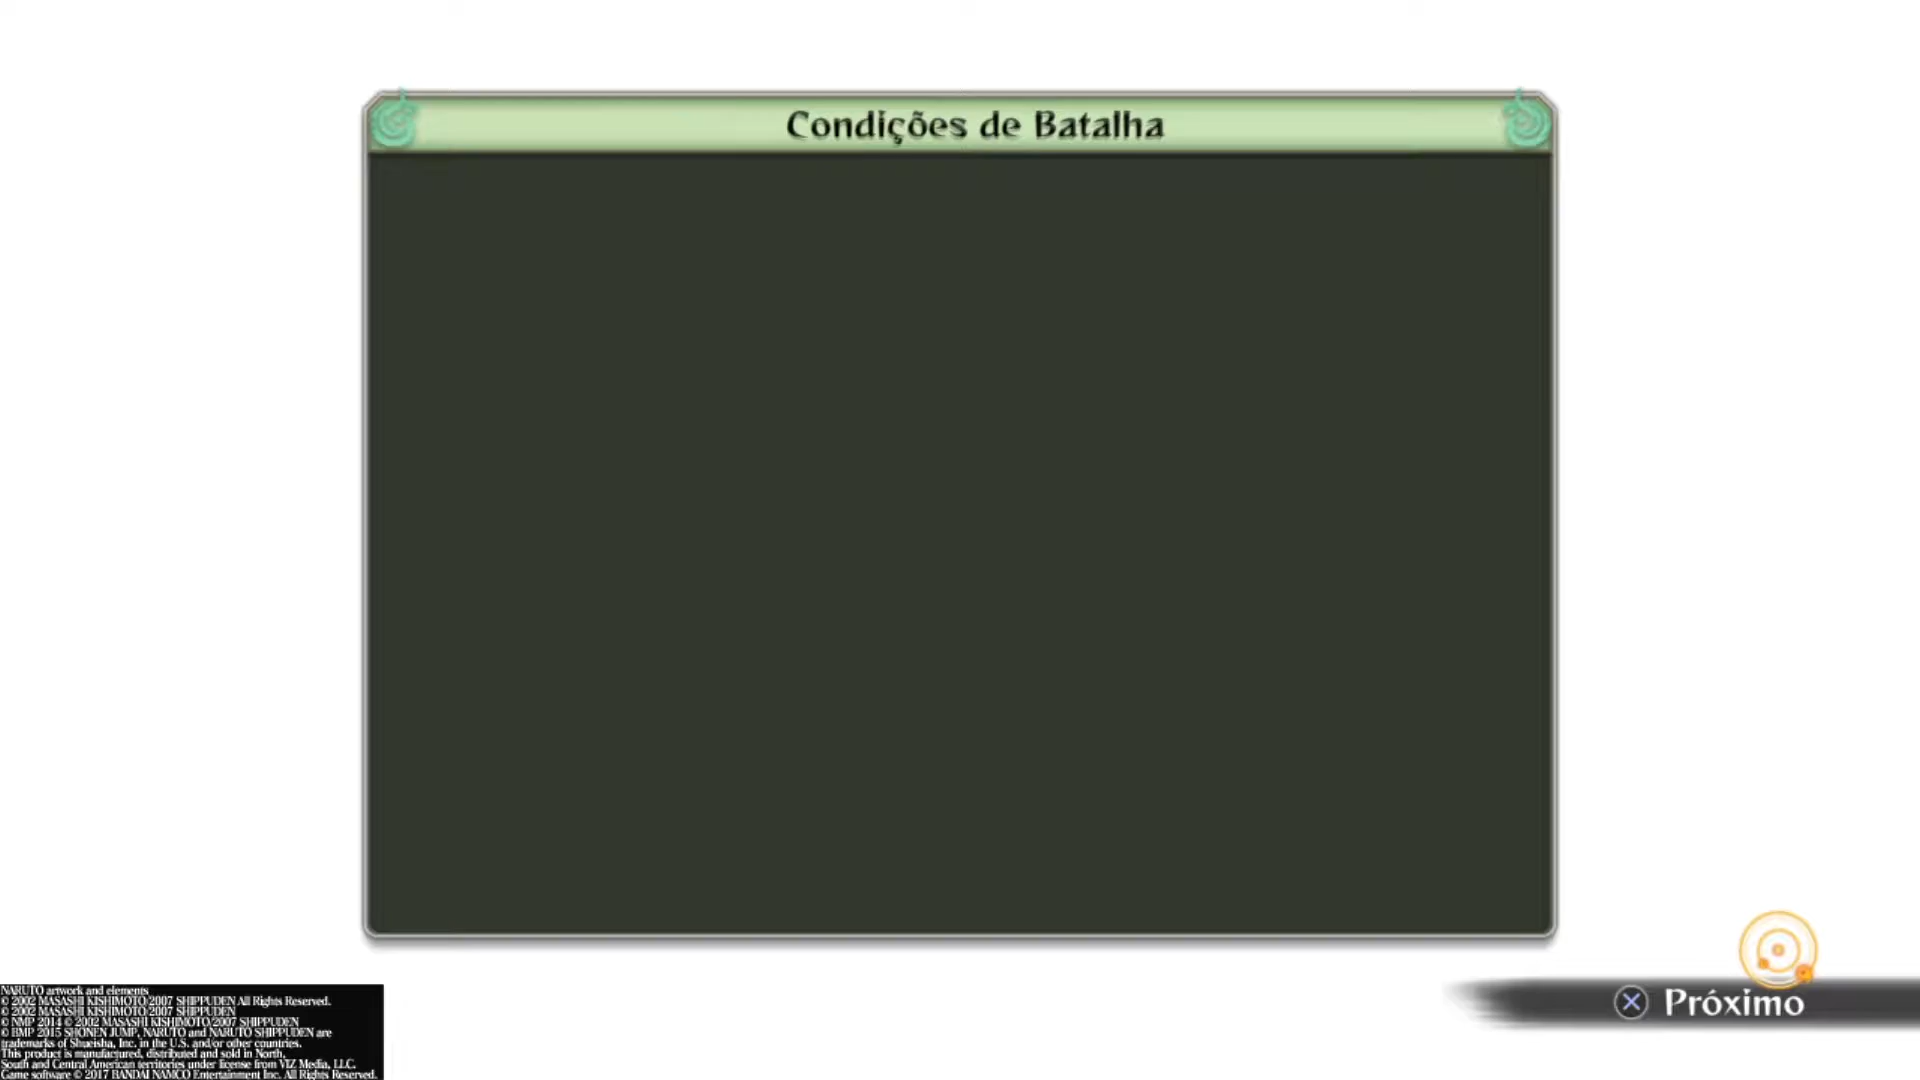 Condições de Batalha
Próximo
NARUTO artwork and elements
© 2002 MASASHI KISHIMOTO/2007 SHIPPUDEN All Rights Reserved.
© 2002 MASASHI KISHIMOTO/2007 SHIPPUDEN
© NMP 2014 © 2002 MASASHI KISHIMOTO/2007 SHIPPUDEN
© BMP 2015 SHONEN JUMP, NARUTO and NARUTO SHIPPUDEN are
trademarks of Shueisha, Inc. in the U.S. and/or other countries.
This product is manufactured, distributed and sold in North,
South and Central American territories under license from VIZ Media, LLC.
Game software © 2017 BANDAI NAMCO Entertainment Inc. All Rights Reserved.